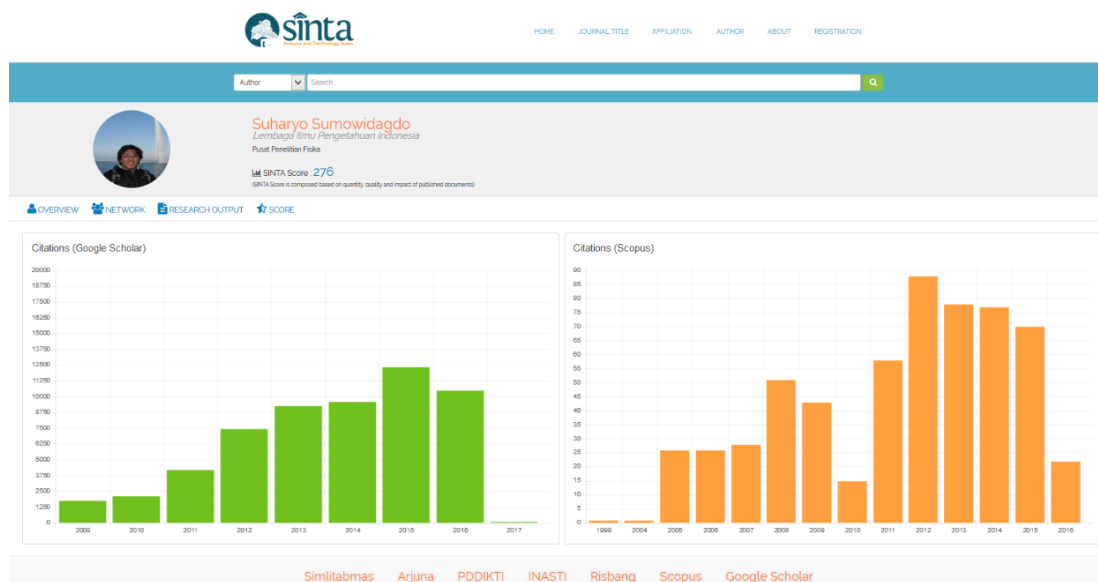 sinta
Science and Technology Index
HOME JOURNAL TITLE AFFILIATION AUTHOR ABOUT REGISTRATION
Author Search
Suharyo Sumowidagdo
Lembaga Ilmu Pengetahuan Indonesia
Pusat Penelitian Fisika
SINTA Score : 276
(SINTA Score is composed based on quantity, quality and impact of published documents)
OVERVIEW NETWORK RESEARCH OUTPUT SCORE
Citations (Google Scholar)
20000
18750
17500
16250
15000
13750
12500
11250
10000
8750
7500
6250
5000
3750
2500
1250
0
2009 2010 2011 2012 2013 2014 2015 2016 2017
Citations (Scopus)
90
85
80
75
70
65
60
55
50
45
40
35
30
25
20
15
10
5
0
1999 2004 2005 2006 2007 2008 2009 2010 2011 2012 2013 2014 2015 2016
Simlitabmas Arjuna PDDIKTI INASTI Risbang Scopus Google Scholar